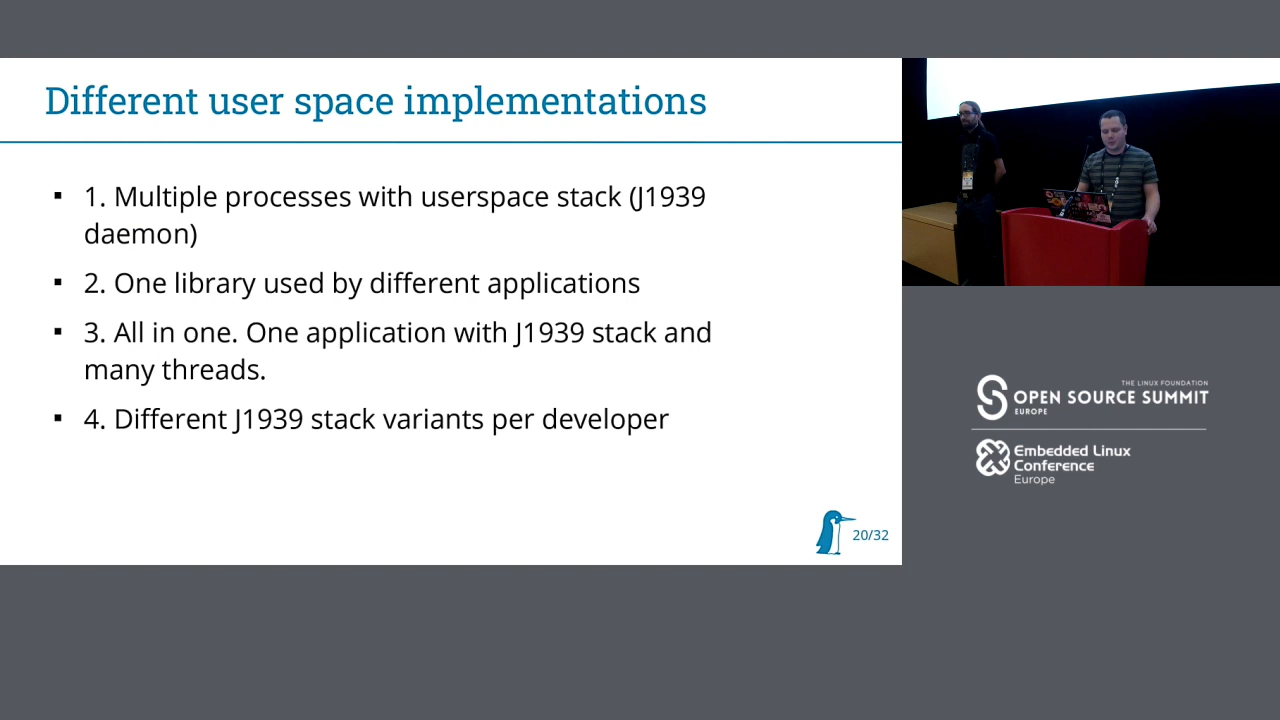 Different user space implementations
▪ 1. Multiple processes with userspace stack (J1939
daemon)
▪ 2. One library used by different applications
▪ 3. All in one. One application with J1939 stack and
many threads.
▪ 4. Different J1939 stack variants per developer
20/32
THE LINUX FOUNDATION
OPEN SOURCE SUMMIT
EUROPE
Embedded Linux
Conference
Europe